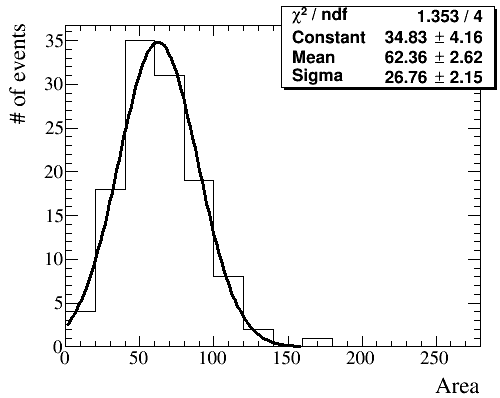 χ² / ndf 1.353 / 4
Constant 34.83 ± 4.16
Mean 62.36 ± 2.62
Sigma 26.76 ± 2.15
# of events
35
30
25
20
15
10
5
0
0 50 100 150 200 250
Area